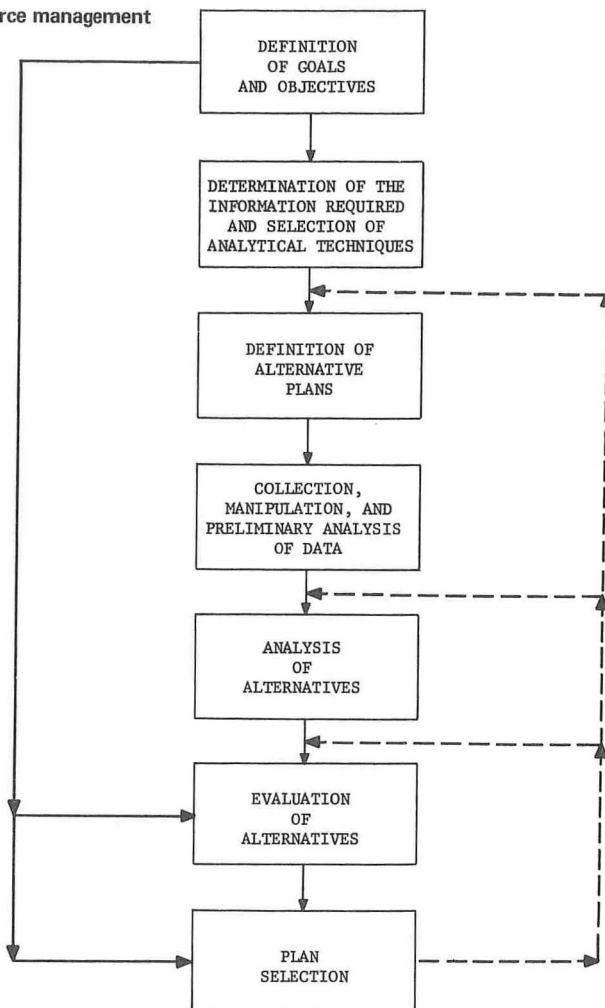 rce management
DEFINITION
OF GOALS
AND OBJECTIVES
DETERMINATION OF THE
INFORMATION REQUIRED
AND SELECTION OF
ANALYTICAL TECHNIQUES
DEFINITION OF
ALTERNATIVE
PLANS
COLLECTION,
MANIPULATION, AND
PRELIMINARY ANALYSIS
OF DATA
ANALYSIS
OF
ALTERNATIVES
EVALUATION
OF
ALTERNATIVES
PLAN
SELECTION